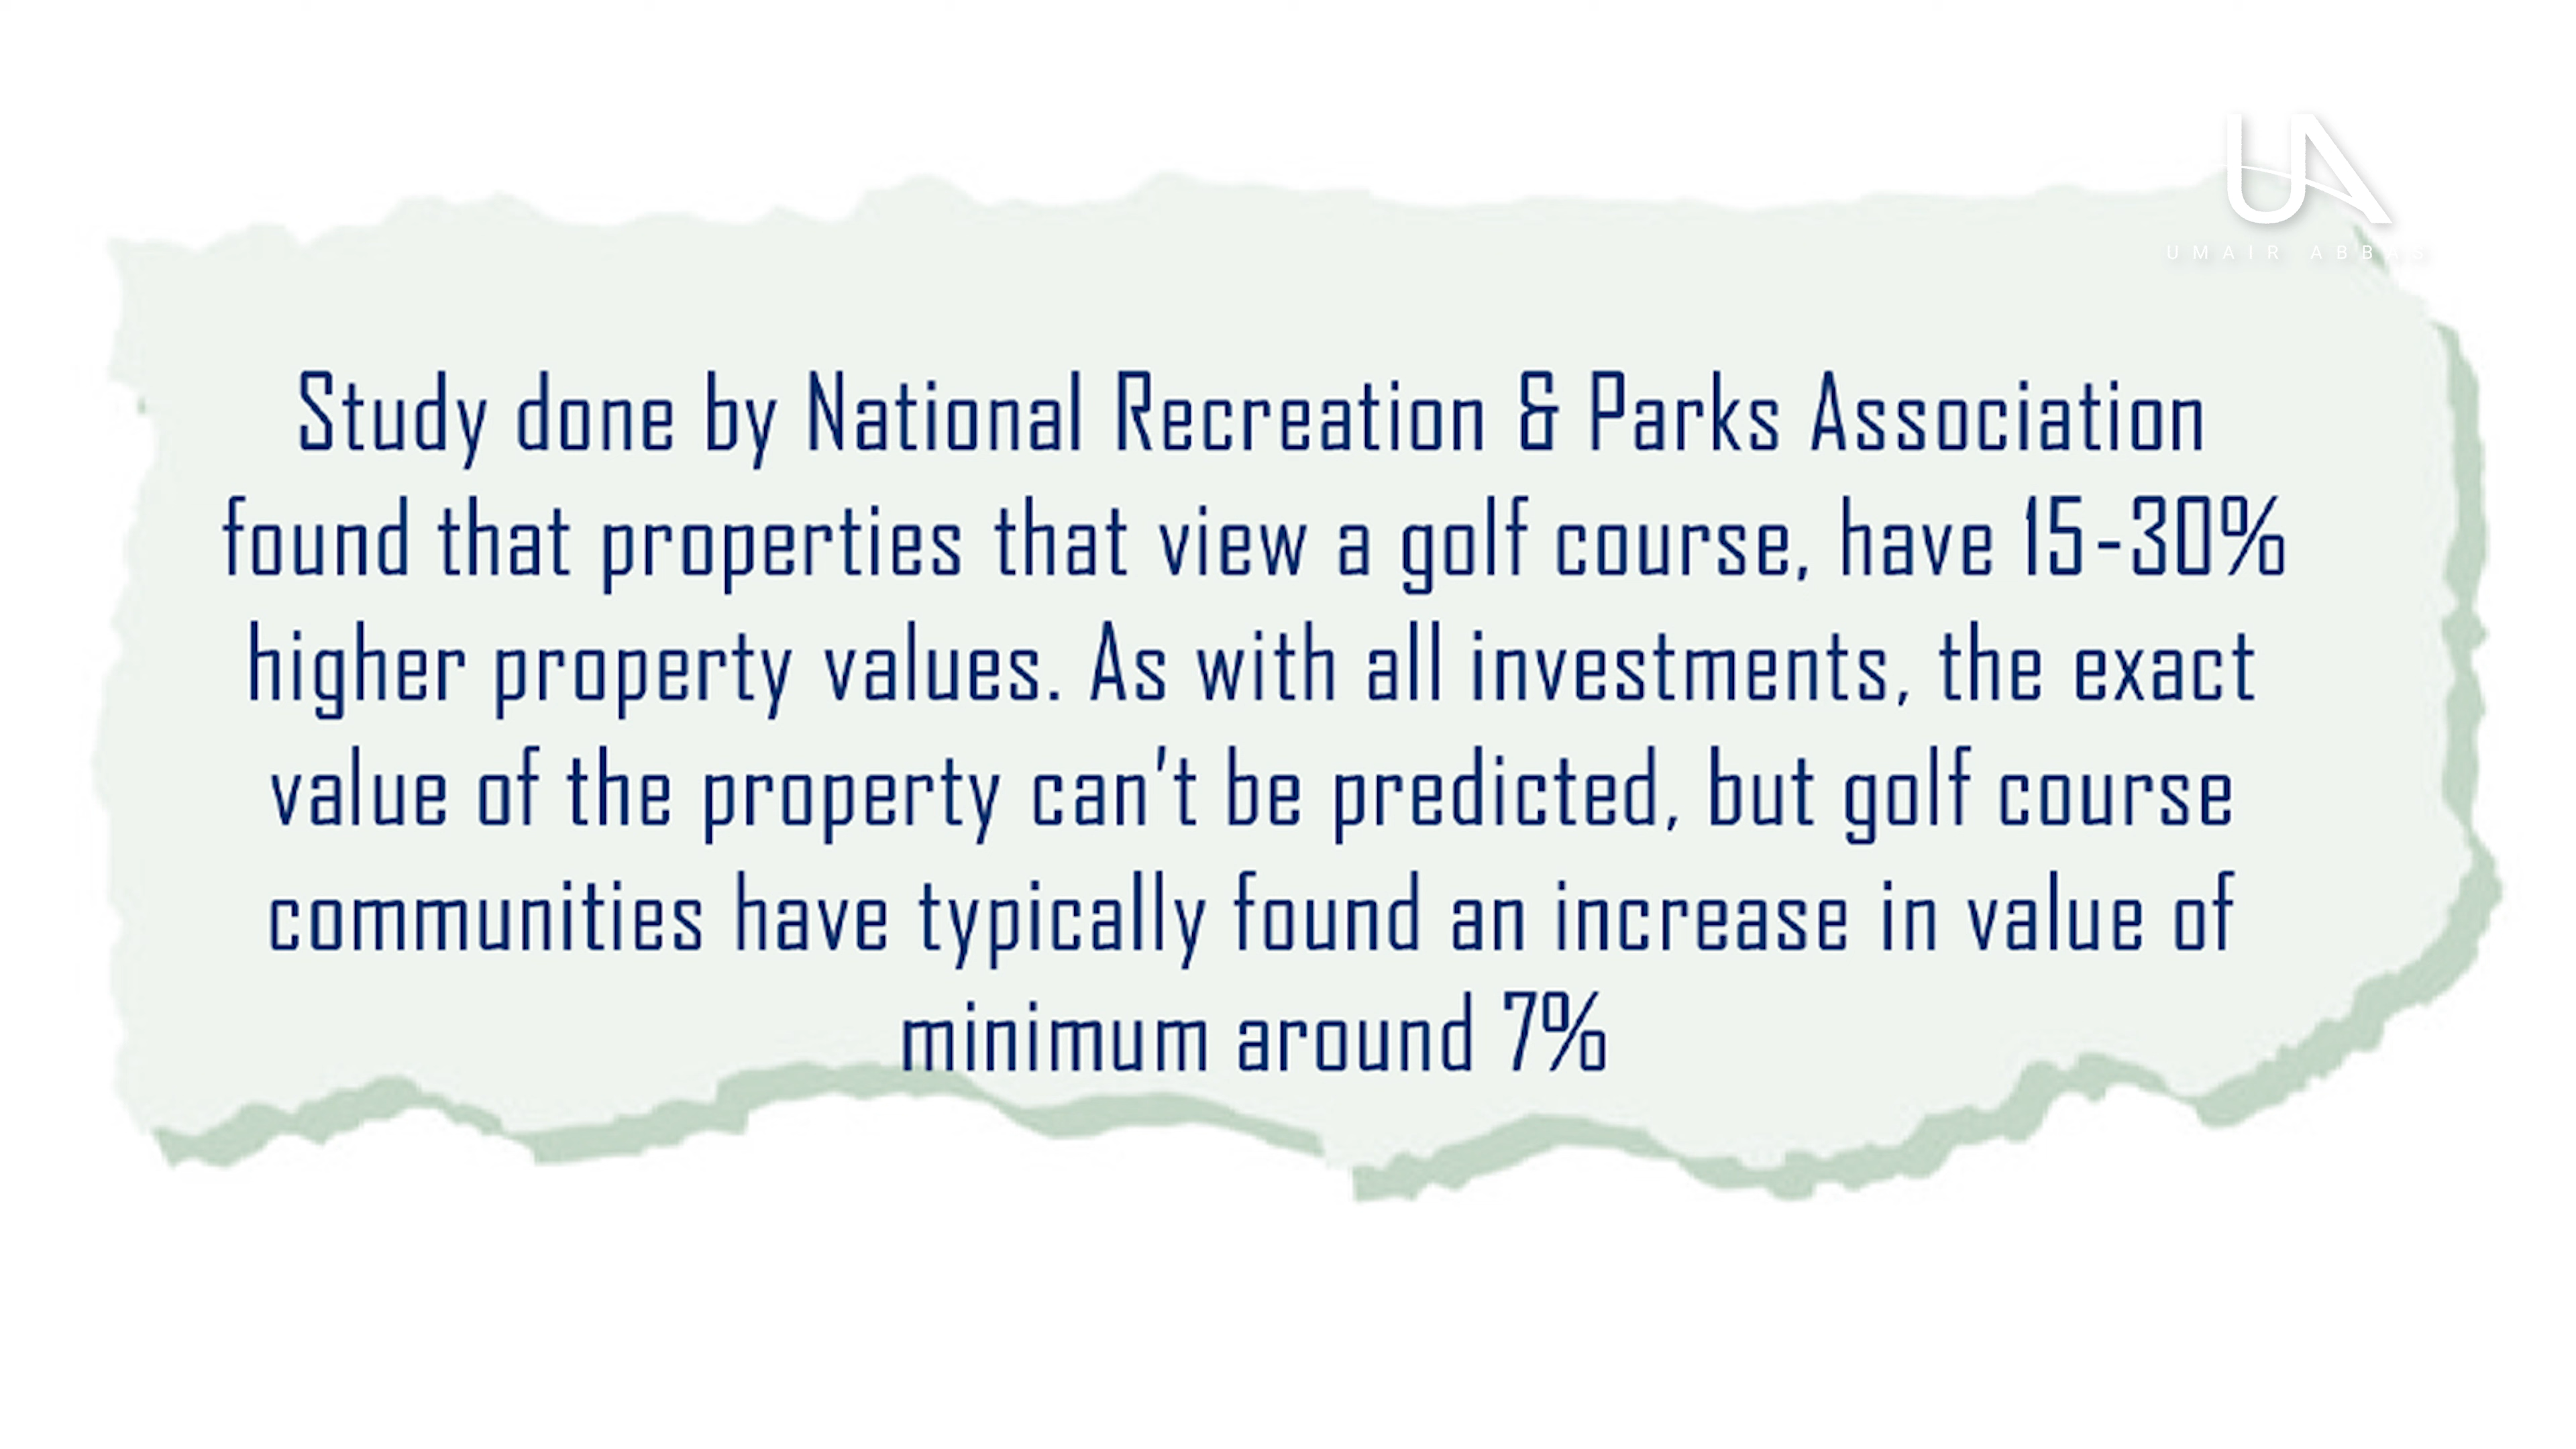 UA
UMAIR ABBAS
Study done by National Recreation & Parks Association
found that properties that view a golf course, have 15-30%
higher property values. As with all investments, the exact
value of the property can't be predicted, but golf course
communities have typically found an increase in value of
minimum around 7%